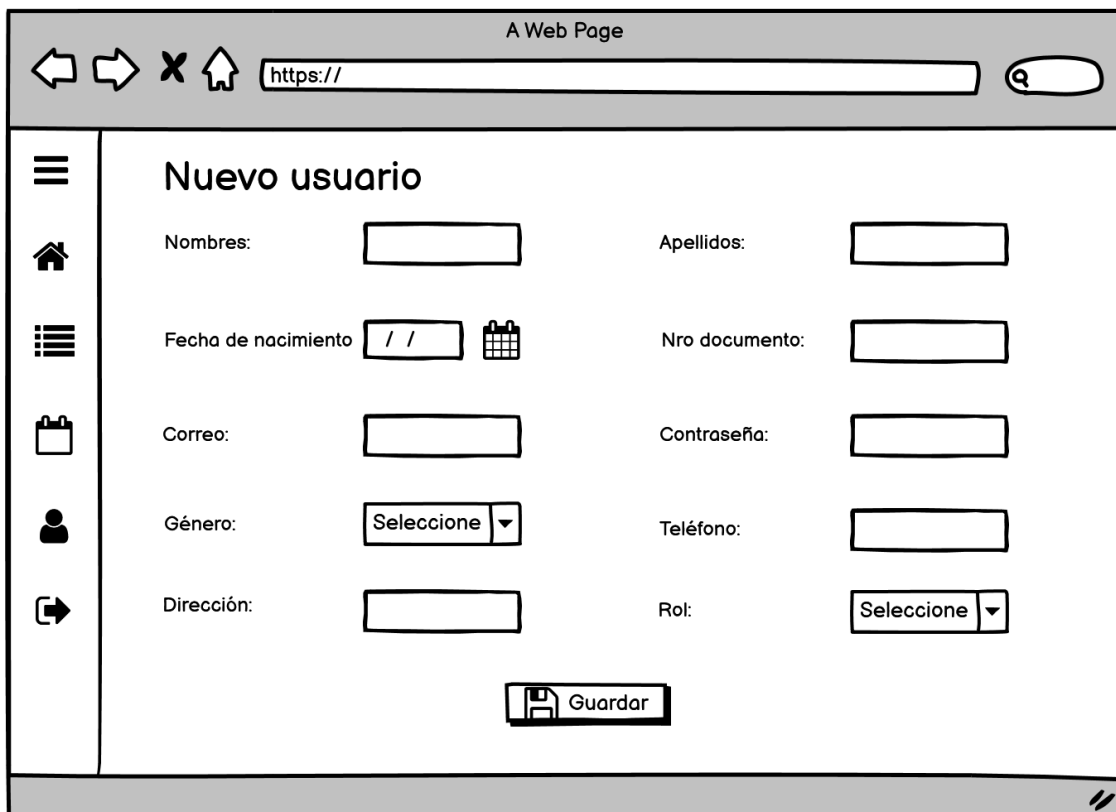 A Web Page
https://
Nuevo usuario
Nombres:
Apellidos:
Fecha de nacimiento / /
Nro documento:
Correo:
Contraseña:
Género: Seleccione
Teléfono:
Dirección:
Rol: Seleccione
Guardar